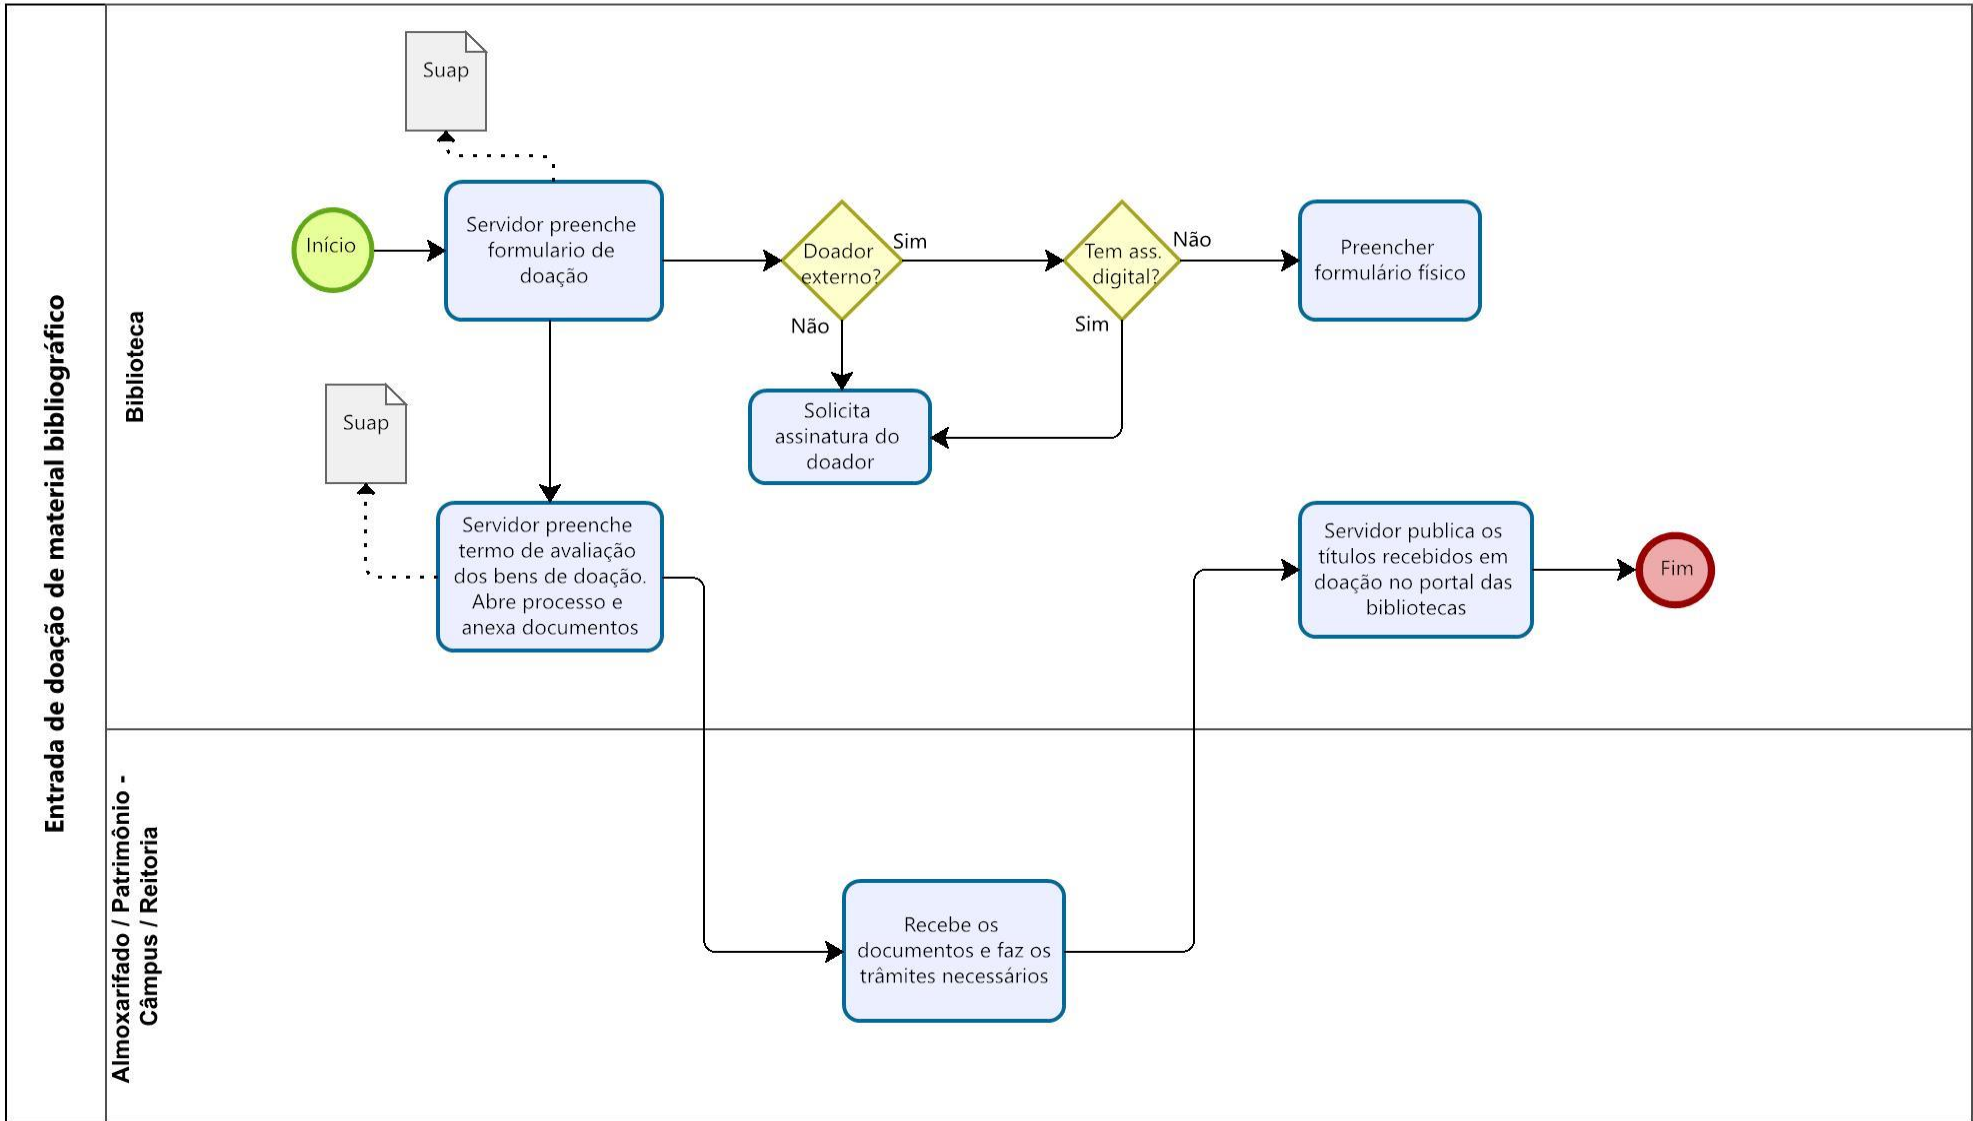 Entrada de doação de material bibliográfico
Biblioteca
Suap
Início
Servidor preenche
formulario de
doação
Doador
externo?
Sim
Não
Tem ass.
digital?
Não
Sim
Preencher
formulário físico
Solicita
assinatura do
doador
Suap
Servidor preenche
termo de avaliação
dos bens de doação.
Abre processo e
anexa documentos
Servidor publica os
títulos recebidos em
doação no portal das
bibliotecas
Fim
Almoxarifado / Patrimônio -
Câmpus / Reitoria
Recebe os
documentos e faz os
trâmites necessários